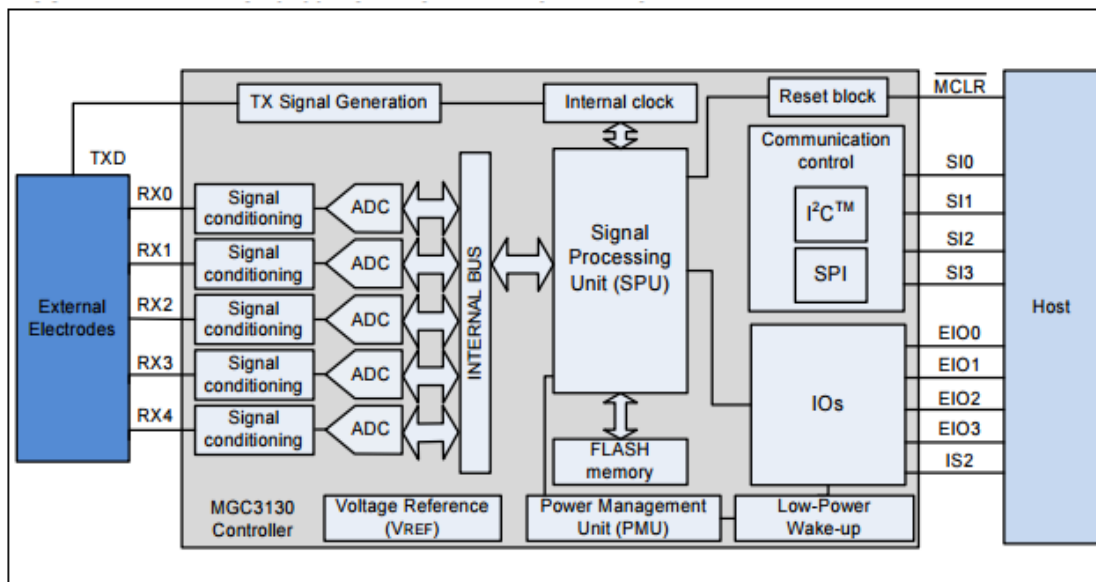 TX Signal Generation
Internal clock
Reset block
MCLR
TXD
Communication
control
I²C™
SPI
SI0
SI1
SI2
SI3
RX0
Signal
conditioning
ADC
RX1
Signal
conditioning
ADC
RX2
Signal
conditioning
ADC
RX3
Signal
conditioning
ADC
RX4
Signal
conditioning
ADC
External
Electrodes
INTERNAL BUS
Signal
Processing
Unit (SPU)
Host
IOs
EIO0
EIO1
EIO2
EIO3
IS2
FLASH
memory
MGC3130
Controller
Voltage Reference
(VREF)
Power Management
Unit (PMU)
Low-Power
Wake-up